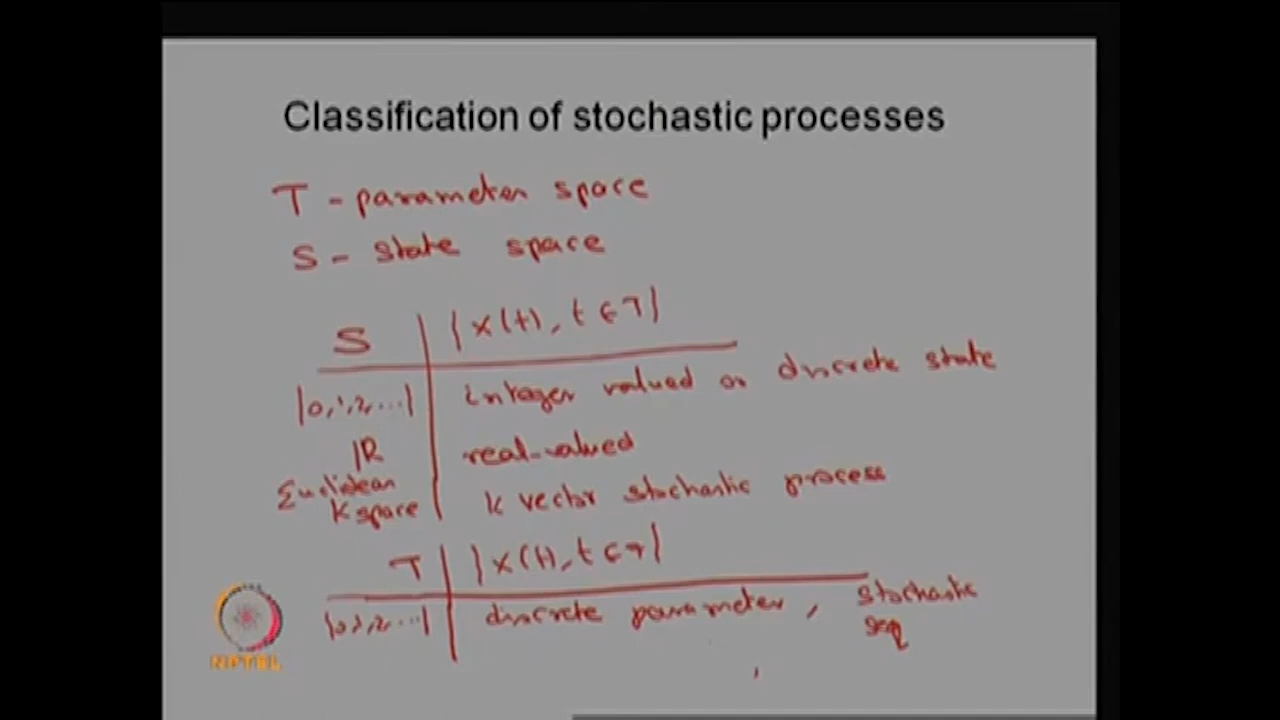 Classification of stochastic processes
T - parameter space
S - state space
S | {X(t), t ∈ T}
{0,1,2,...} | integer valued or discrete state
IR | real-valued
Euclidean k space | k vector stochastic process
T | {X(t), t ∈ T}
{0,1,2,...} | discrete parameter, stochastic seq
NPTEL